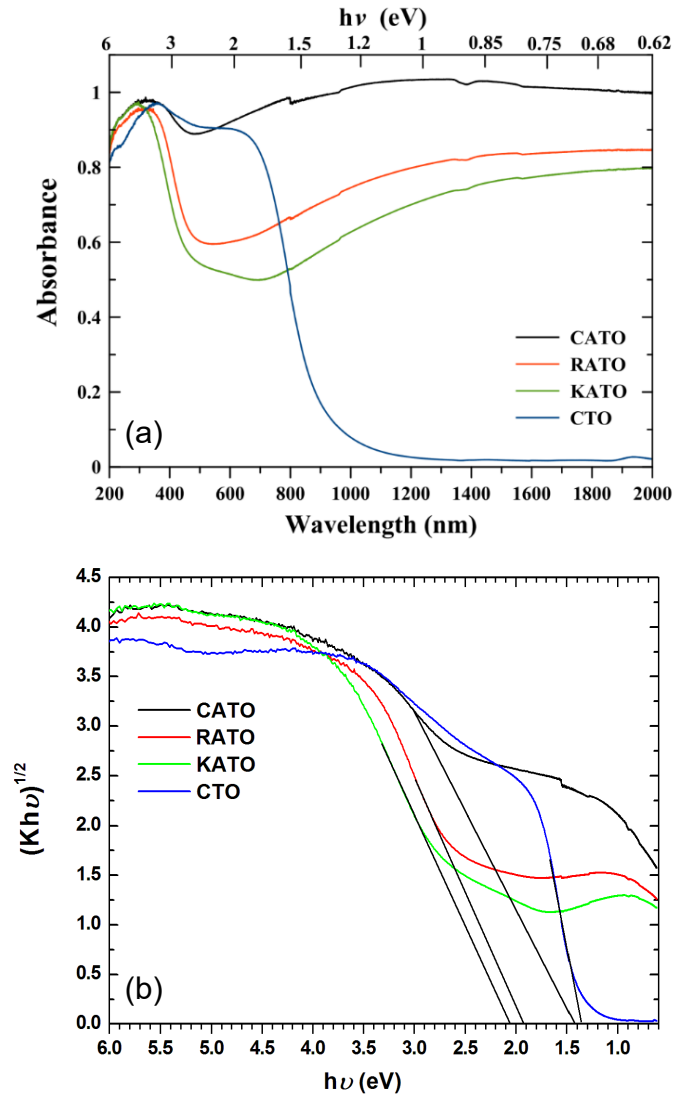 hν (eV)
6 3 2 1.5 1.2 1 0.85 0.75 0.68 0.62
1
0.8
0.6
0.4
0.2
0
Absorbance
CATO
RATO
KATO
CTO
(a)
200 400 600 800 1000 1200 1400 1600 1800 2000
Wavelength (nm)
4.5
4.0
3.5
3.0
2.5
2.0
1.5
1.0
0.5
0.0
(Khυ)1/2
CATO
RATO
KATO
CTO
(b)
6.0 5.5 5.0 4.5 4.0 3.5 3.0 2.5 2.0 1.5 1.0
hυ (eV)